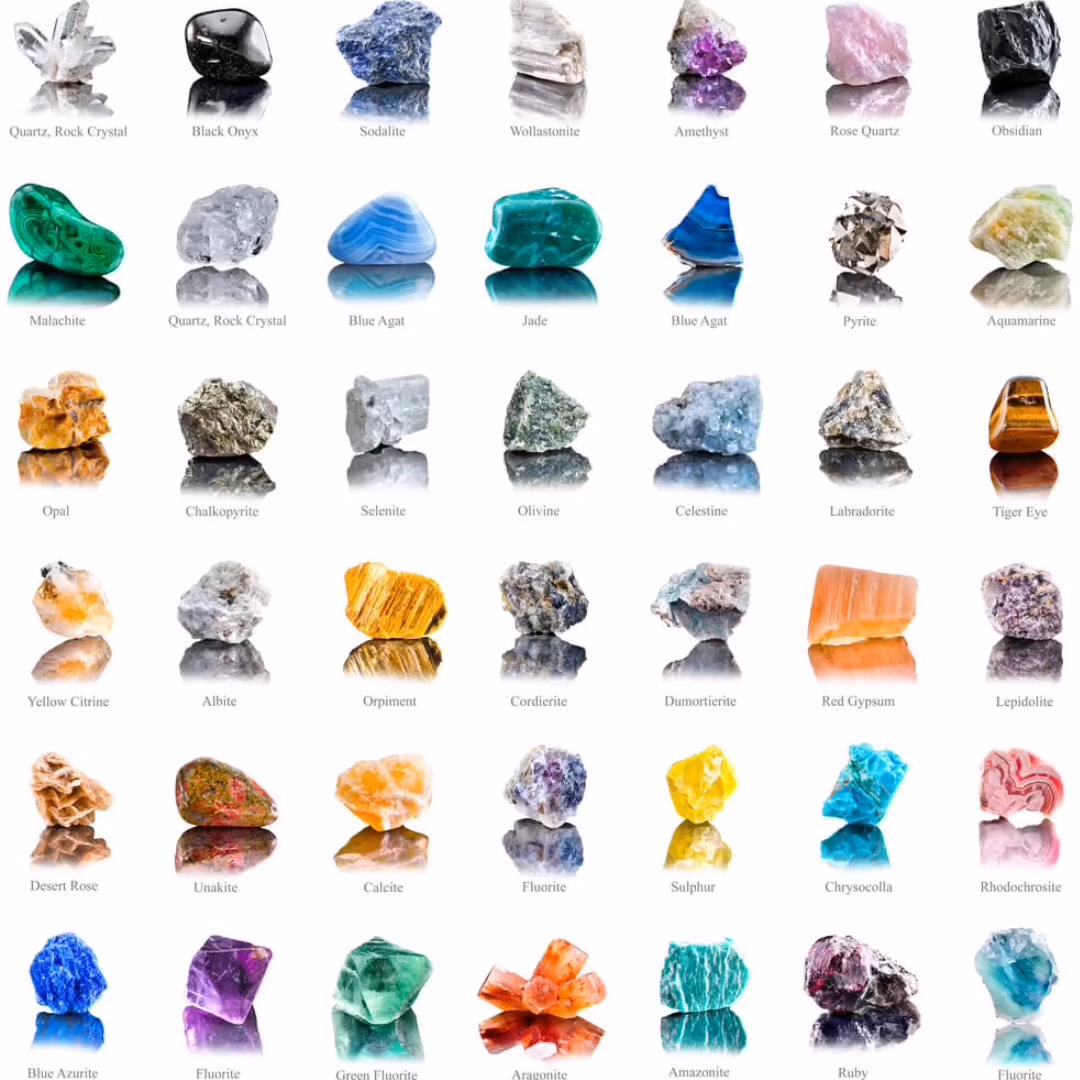 Quartz, Rock Crystal
Black Onyx
Sodalite
Wollastonite
Amethyst
Rose Quartz
Obsidian
Malachite
Quartz, Rock Crystal
Blue Agat
Jade
Blue Agat
Pyrite
Aquamarine
Opal
Chalkopyrite
Selenite
Olivine
Celestine
Labradorite
Tiger Eye
Yellow Citrine
Albite
Orpiment
Cordierite
Dumortierite
Red Gypsum
Lepidolite
Desert Rose
Unakite
Calcite
Fluorite
Sulphur
Chrysocolla
Rhodochrosite
Blue Azurite
Fluorite
Green Fluorite
Aragonite
Amazonite
Ruby
Fluorite